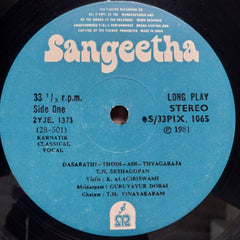 Sangeetha
33 1/3 r.p.m.
Side One
2YJE. 1373
(28-501)
KARNATIK
CLASSICAL
VOCAL
LONG PLAY
STEREO
S/33PIX. 1065
℗ 1981
DASARATHI—THODI—ADI—THYAGARAJA
T.N. SESHAGOPAN
Violin : K. ALAGIRISWAMI
Mridangam : GURUVAYUR DORAI
Ghatam : T.H. VINAYAKARAM